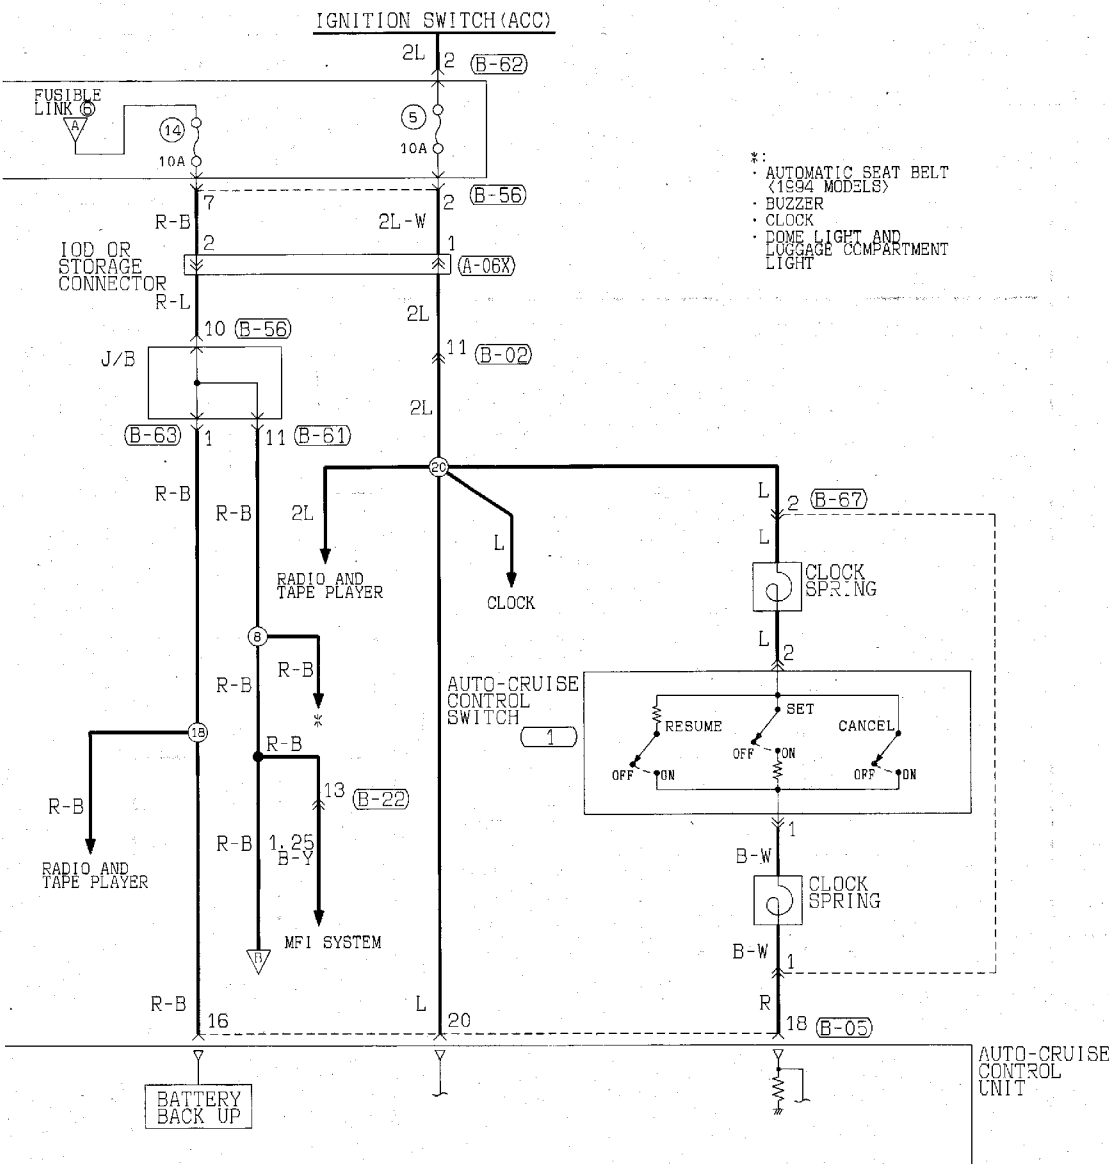 IGNITION SWITCH(ACC)
2L
2
B-62
FUSIBLE
LINK 6
A
14
10A
5
10A
*:
· AUTOMATIC SEAT BELT
<1994 MODELS>
· BUZZER
· CLOCK
· DOME LIGHT AND
LUGGAGE COMPARTMENT
LIGHT
7
2
B-56
R-B
2L-W
2
1
IOD OR
STORAGE
CONNECTOR
A-06X
R-L
2L
10
B-56
J/B
11
B-02
2L
B-63
1
11
B-61
20
R-B
R-B
2L
L
L
2
B-67
L
RADIO AND
TAPE PLAYER
CLOCK
CLOCK
SPRING
8
L
2
R-B
R-B
*
AUTO-CRUISE
CONTROL
SWITCH
1
RESUME
SET
CANCEL
OFF
ON
OFF
ON
OFF
ON
18
R-B
13
B-22
R-B
R-B
1.25
B-Y
1
B-W
RADIO AND
TAPE PLAYER
CLOCK
SPRING
MFI SYSTEM
B
B-W
1
R-B
16
L
20
R
18
B-05
AUTO-CRUISE
CONTROL
UNIT
BATTERY
BACK UP